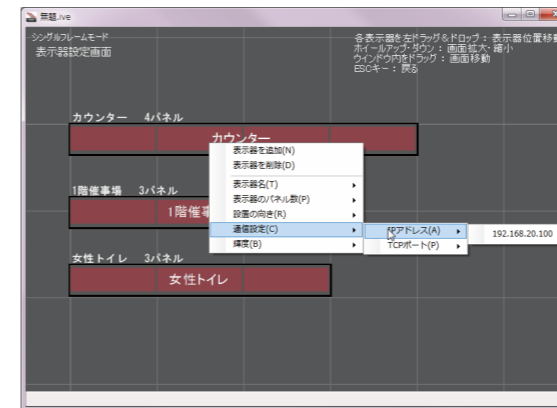 無題.ive
シングルフレームモード
表示器設定画面
各表示器を左ドラッグ&ドロップ : 表示器位置移動
ホイールアップ・ダウン : 画面拡大・縮小
ウィンドウ内をドラッグ : 画面移動
ESCキー : 戻る
カウンター 4パネル
カウンター
表示器を追加(N)
表示器を削除(D)
表示器名(T)
表示器のパネル数(P)
設置の向き(R)
通信設定(C)
輝度(B)
IPアドレス(A)
TCPポート(P)
192.168.20.100
1階催事場 3パネル
1階催事
女性トイレ 3パネル
女性トイレ